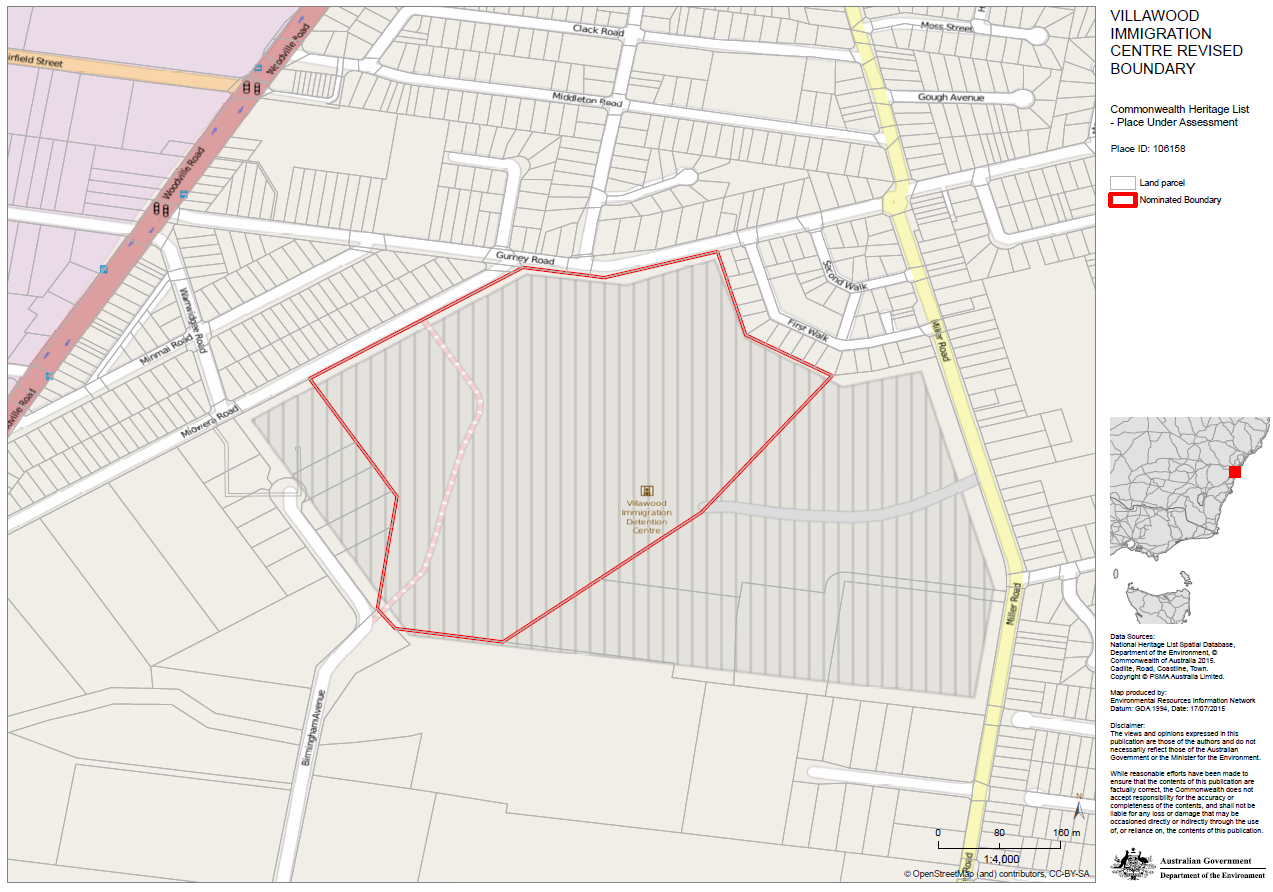 VILLAWOOD
IMMIGRATION
CENTRE REVISED
BOUNDARY
Commonwealth Heritage List
- Place Under Assessment
Place ID: 106158
Land parcel
Nominated Boundary
Clack Road
Moss Street
Woodville Road
irfield Street
Middleton Road
Gough Avenue
Woodville Road
Gurney Road
Second Walk
First Walk
Warwidgee Road
Minmai Road
Miller Road
dville Road
Miowera Road
Villawood
Immigration
Detention
Centre
Miller Road
Birmingham Avenue
Road
N
0 80 160 m
1:4,000
© OpenStreetMap (and) contributors, CC-BY-SA
Data Sources:
National Heritage List Spatial Database,
Department of the Environment, ©
Commonwealth of Australia 2015.
Cadlite, Road, Coastline, Town.
Copyright © PSMA Australia Limited.
Map produced by:
Environmental Resources Information Network
Datum: GDA 1994, Date: 17/07/2015
Disclaimer:
The views and opinions expressed in this
publication are those of the authors and do not
necessarily reflect those of the Australian
Government or the Minister for the Environment.
While reasonable efforts have been made to
ensure that the contents of this publication are
factually correct, the Commonwealth does not
accept responsibility for the accuracy or
completeness of the contents, and shall not be
liable for any loss or damage that may be
occasioned directly or indirectly through the use
of, or reliance on, the contents of this publication.
Australian Government
Department of the Environment